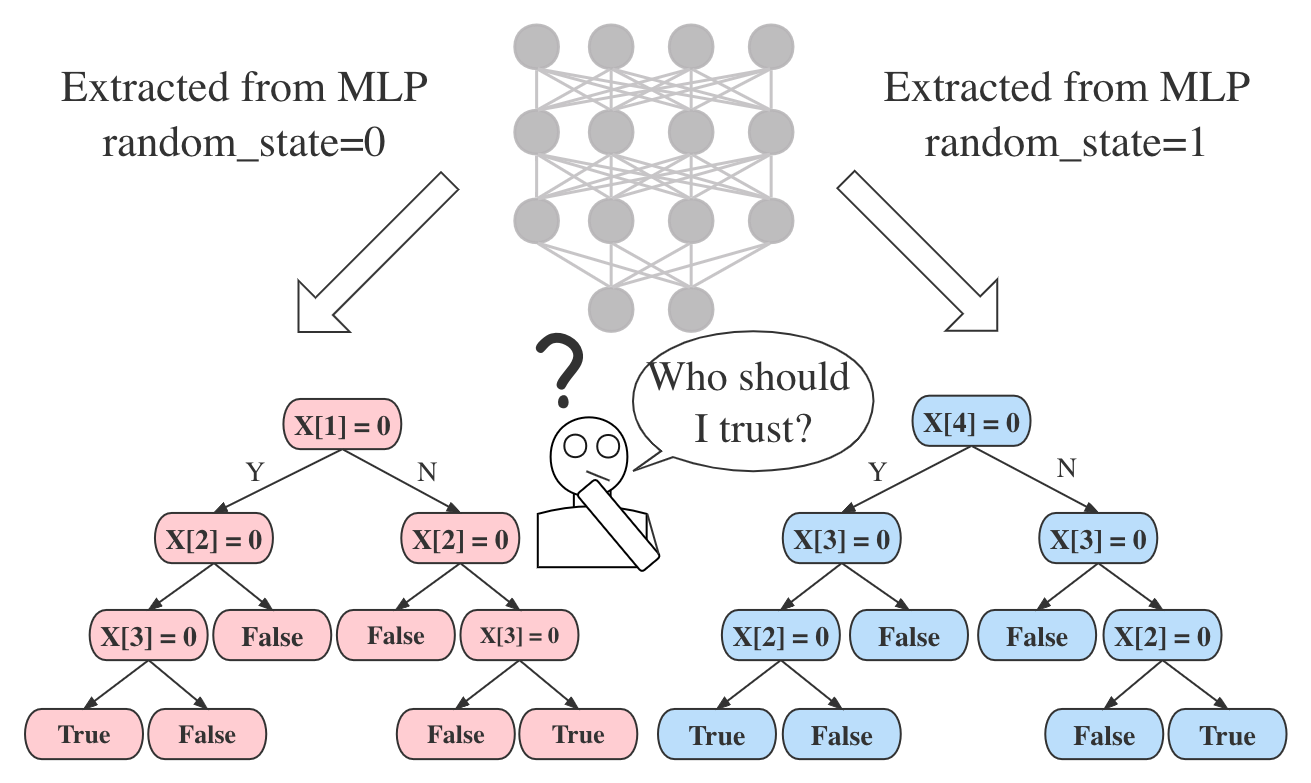 Extracted from MLP
random_state=0
Extracted from MLP
random_state=1
Who should
I trust?
X[1] = 0
Y
N
X[2] = 0
X[2] = 0
X[3] = 0
False
False
X[3] = 0
True
False
False
True
X[4] = 0
Y
N
X[3] = 0
X[3] = 0
X[2] = 0
False
False
X[2] = 0
True
False
False
True